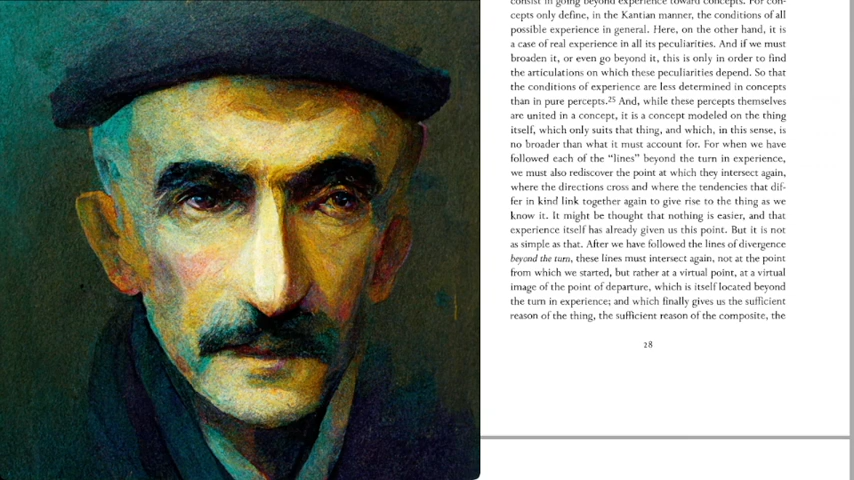 consist in going beyond experience toward concepts. For con-
cepts only define, in the Kantian manner, the conditions of all
possible experience in general. Here, on the other hand, it is
a case of real experience in all its peculiarities. And if we must
broaden it, or even go beyond it, this is only in order to find
the articulations on which these peculiarities depend. So that
the conditions of experience are less determined in concepts
than in pure percepts.25 And, while these percepts themselves
are united in a concept, it is a concept modeled on the thing
itself, which only suits that thing, and which, in this sense, is
no broader than what it must account for. For when we have
followed each of the “lines” beyond the turn in experience,
we must also rediscover the point at which they intersect again,
where the directions cross and where the tendencies that dif-
fer in kind link together again to give rise to the thing as we
know it. It might be thought that nothing is easier, and that
experience itself has already given us this point. But it is not
as simple as that. After we have followed the lines of divergence
beyond the turn, these lines must intersect again, not at the point
from which we started, but rather at a virtual point, at a virtual
image of the point of departure, which is itself located beyond
the turn in experience; and which finally gives us the sufficient
reason of the thing, the sufficient reason of the composite, the
28